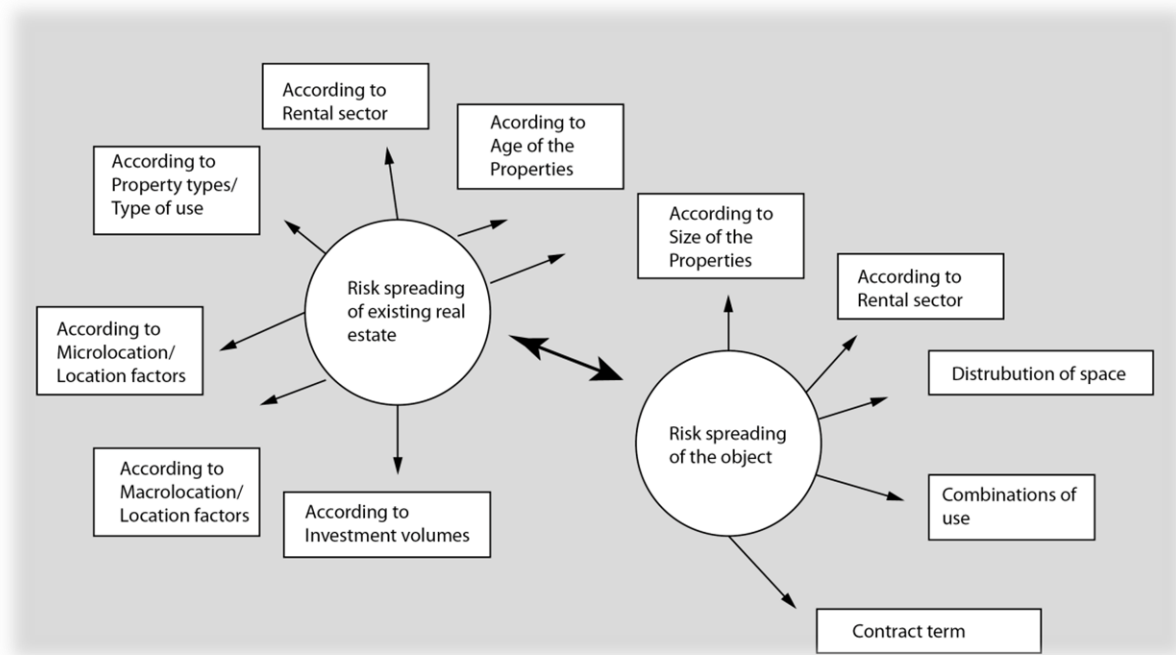 According to
Rental sector
Acording to
Age of the
Properties
According to
Property types/
Type of use
According to
Size of the
Properties
According to
Rental sector
Risk spreading
of existing real
estate
According to
Microlocation/
Location factors
Distrubution of space
Risk spreading
of the object
According to
Macrolocation/
Location factors
According to
Investment volumes
Combinations of
use
Contract term